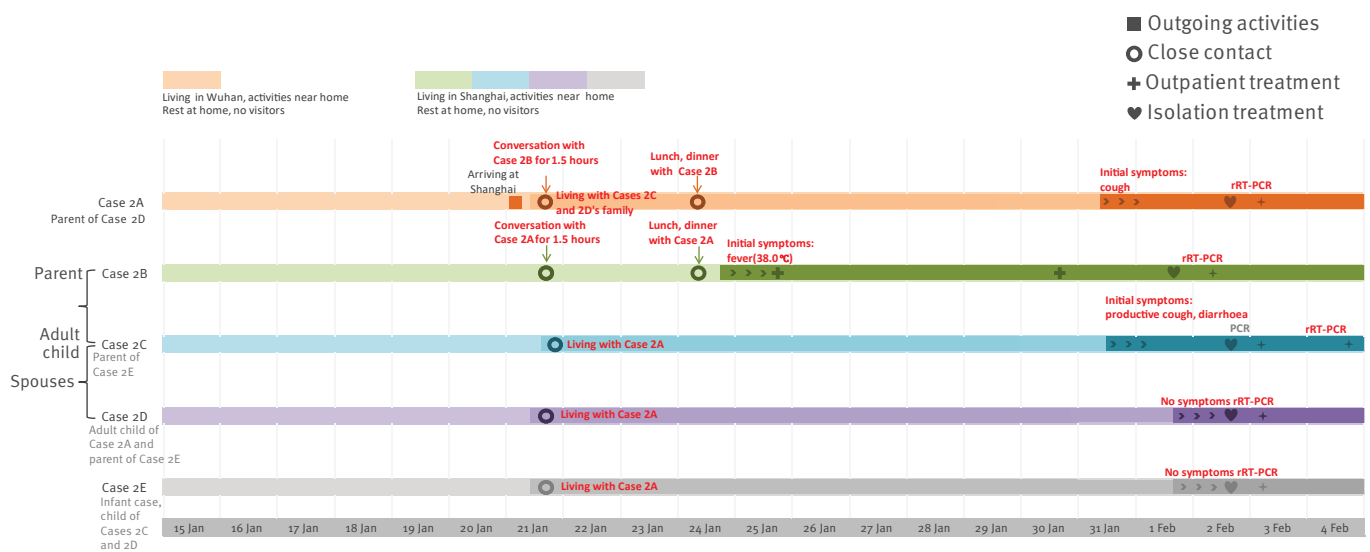 Outgoing activities
Close contact
Outpatient treatment
Isolation treatment
Living in Wuhan, activities near home
Rest at home, no visitors
Living in Shanghai, activities near home
Rest at home, no visitors
Conversation with
Case 2B for 1.5 hours
Arriving at
Shanghai
Lunch, dinner
with Case 2B
Initial symptoms:
cough
rRT-PCR
Case 2A
Parent of Case 2D
Living with Cases 2C
and 2D's family
Conversation with
Case 2A for 1.5 hours
Lunch, dinner
with Case 2A
Initial symptoms:
fever(38.0℃)
rRT-PCR
Parent
Case 2B
Initial symptoms:
productive cough, diarrhoea
PCR
rRT-PCR
Adult
child
Case 2C
Parent of
Case 2E
Living with Case 2A
Spouses
No symptoms rRT-PCR
Case 2D
Adult child of
Case 2A and
parent of Case 2E
Living with Case 2A
No symptoms rRT-PCR
Case 2E
Infant case,
child of
Cases 2C
and 2D
Living with Case 2A
15 Jan 16 Jan 17 Jan 18 Jan 19 Jan 20 Jan 21 Jan 22 Jan 23 Jan 24 Jan 25 Jan 26 Jan 27 Jan 28 Jan 29 Jan 30 Jan 31 Jan 1 Feb 2 Feb 3 Feb 4 Feb